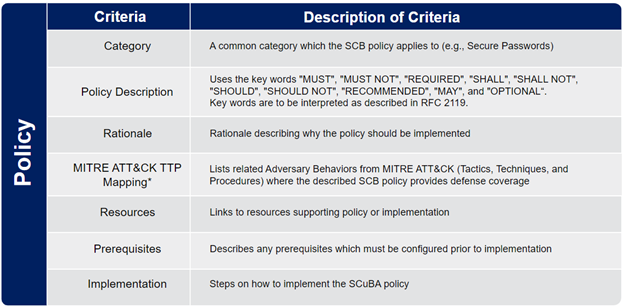 Criteria
Description of Criteria
Policy
Category
A common category which the SCB policy applies to (e.g., Secure Passwords)
Policy Description
Uses the key words "MUST", "MUST NOT", "REQUIRED", "SHALL", "SHALL NOT",
"SHOULD", "SHOULD NOT", "RECOMMENDED", "MAY", and "OPTIONAL".
Key words are to be interpreted as described in RFC 2119.
Rationale
Rationale describing why the policy should be implemented
MITRE ATT&CK TTP
Mapping*
Lists related Adversary Behaviors from MITRE ATT&CK (Tactics, Techniques, and
Procedures) where the described SCB policy provides defense coverage
Resources
Links to resources supporting policy or implementation
Prerequisites
Describes any prerequisites which must be configured prior to implementation
Implementation
Steps on how to implement the SCuBA policy